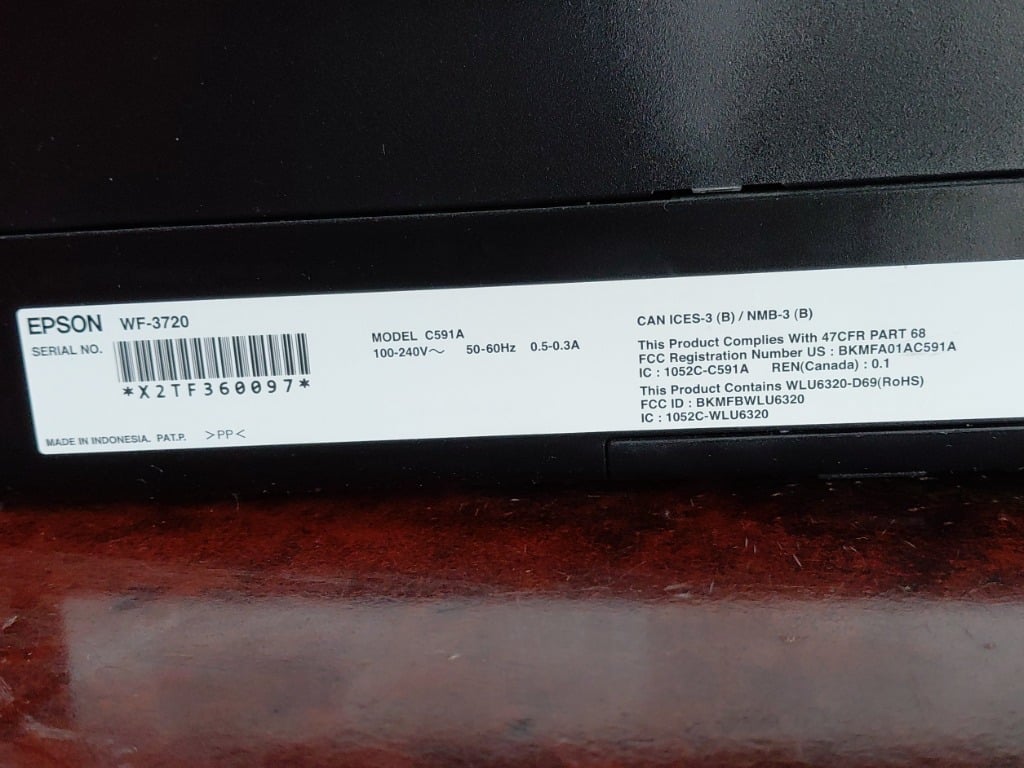 EPSON WF-3720
SERIAL NO.
*X2TF360097*
MADE IN INDONESIA. PAT.P. >PP<
MODEL C591A
100-240V～ 50-60Hz 0.5-0.3A
CAN ICES-3 (B) / NMB-3 (B)
This Product Complies With 47CFR PART 68
FCC Registration Number US : BKMFA01AC591A
IC : 1052C-C591A REN(Canada) : 0.1
This Product Contains WLU6320-D69(RoHS)
FCC ID : BKMFBWLU6320
IC : 1052C-WLU6320